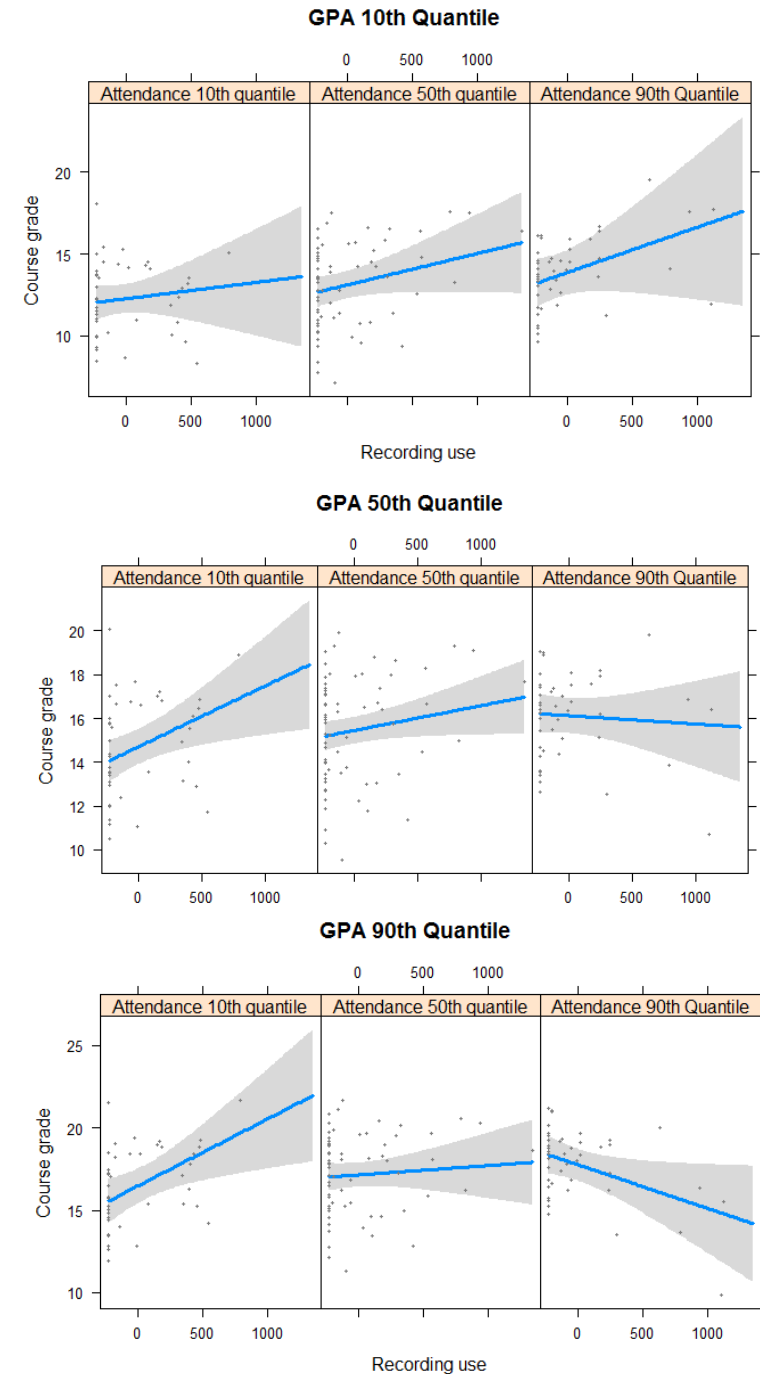 GPA 10th Quantile
0 500 1000
Attendance 10th quantile Attendance 50th quantile Attendance 90th Quantile
20
15
10
Course grade
0 500 1000 0 500 1000
Recording use
GPA 50th Quantile
0 500 1000
Attendance 10th quantile Attendance 50th quantile Attendance 90th Quantile
20
18
16
14
12
10
Course grade
0 500 1000 0 500 1000
GPA 90th Quantile
0 500 1000
Attendance 10th quantile Attendance 50th quantile Attendance 90th Quantile
25
20
15
10
Course grade
0 500 1000 0 500 1000
Recording use